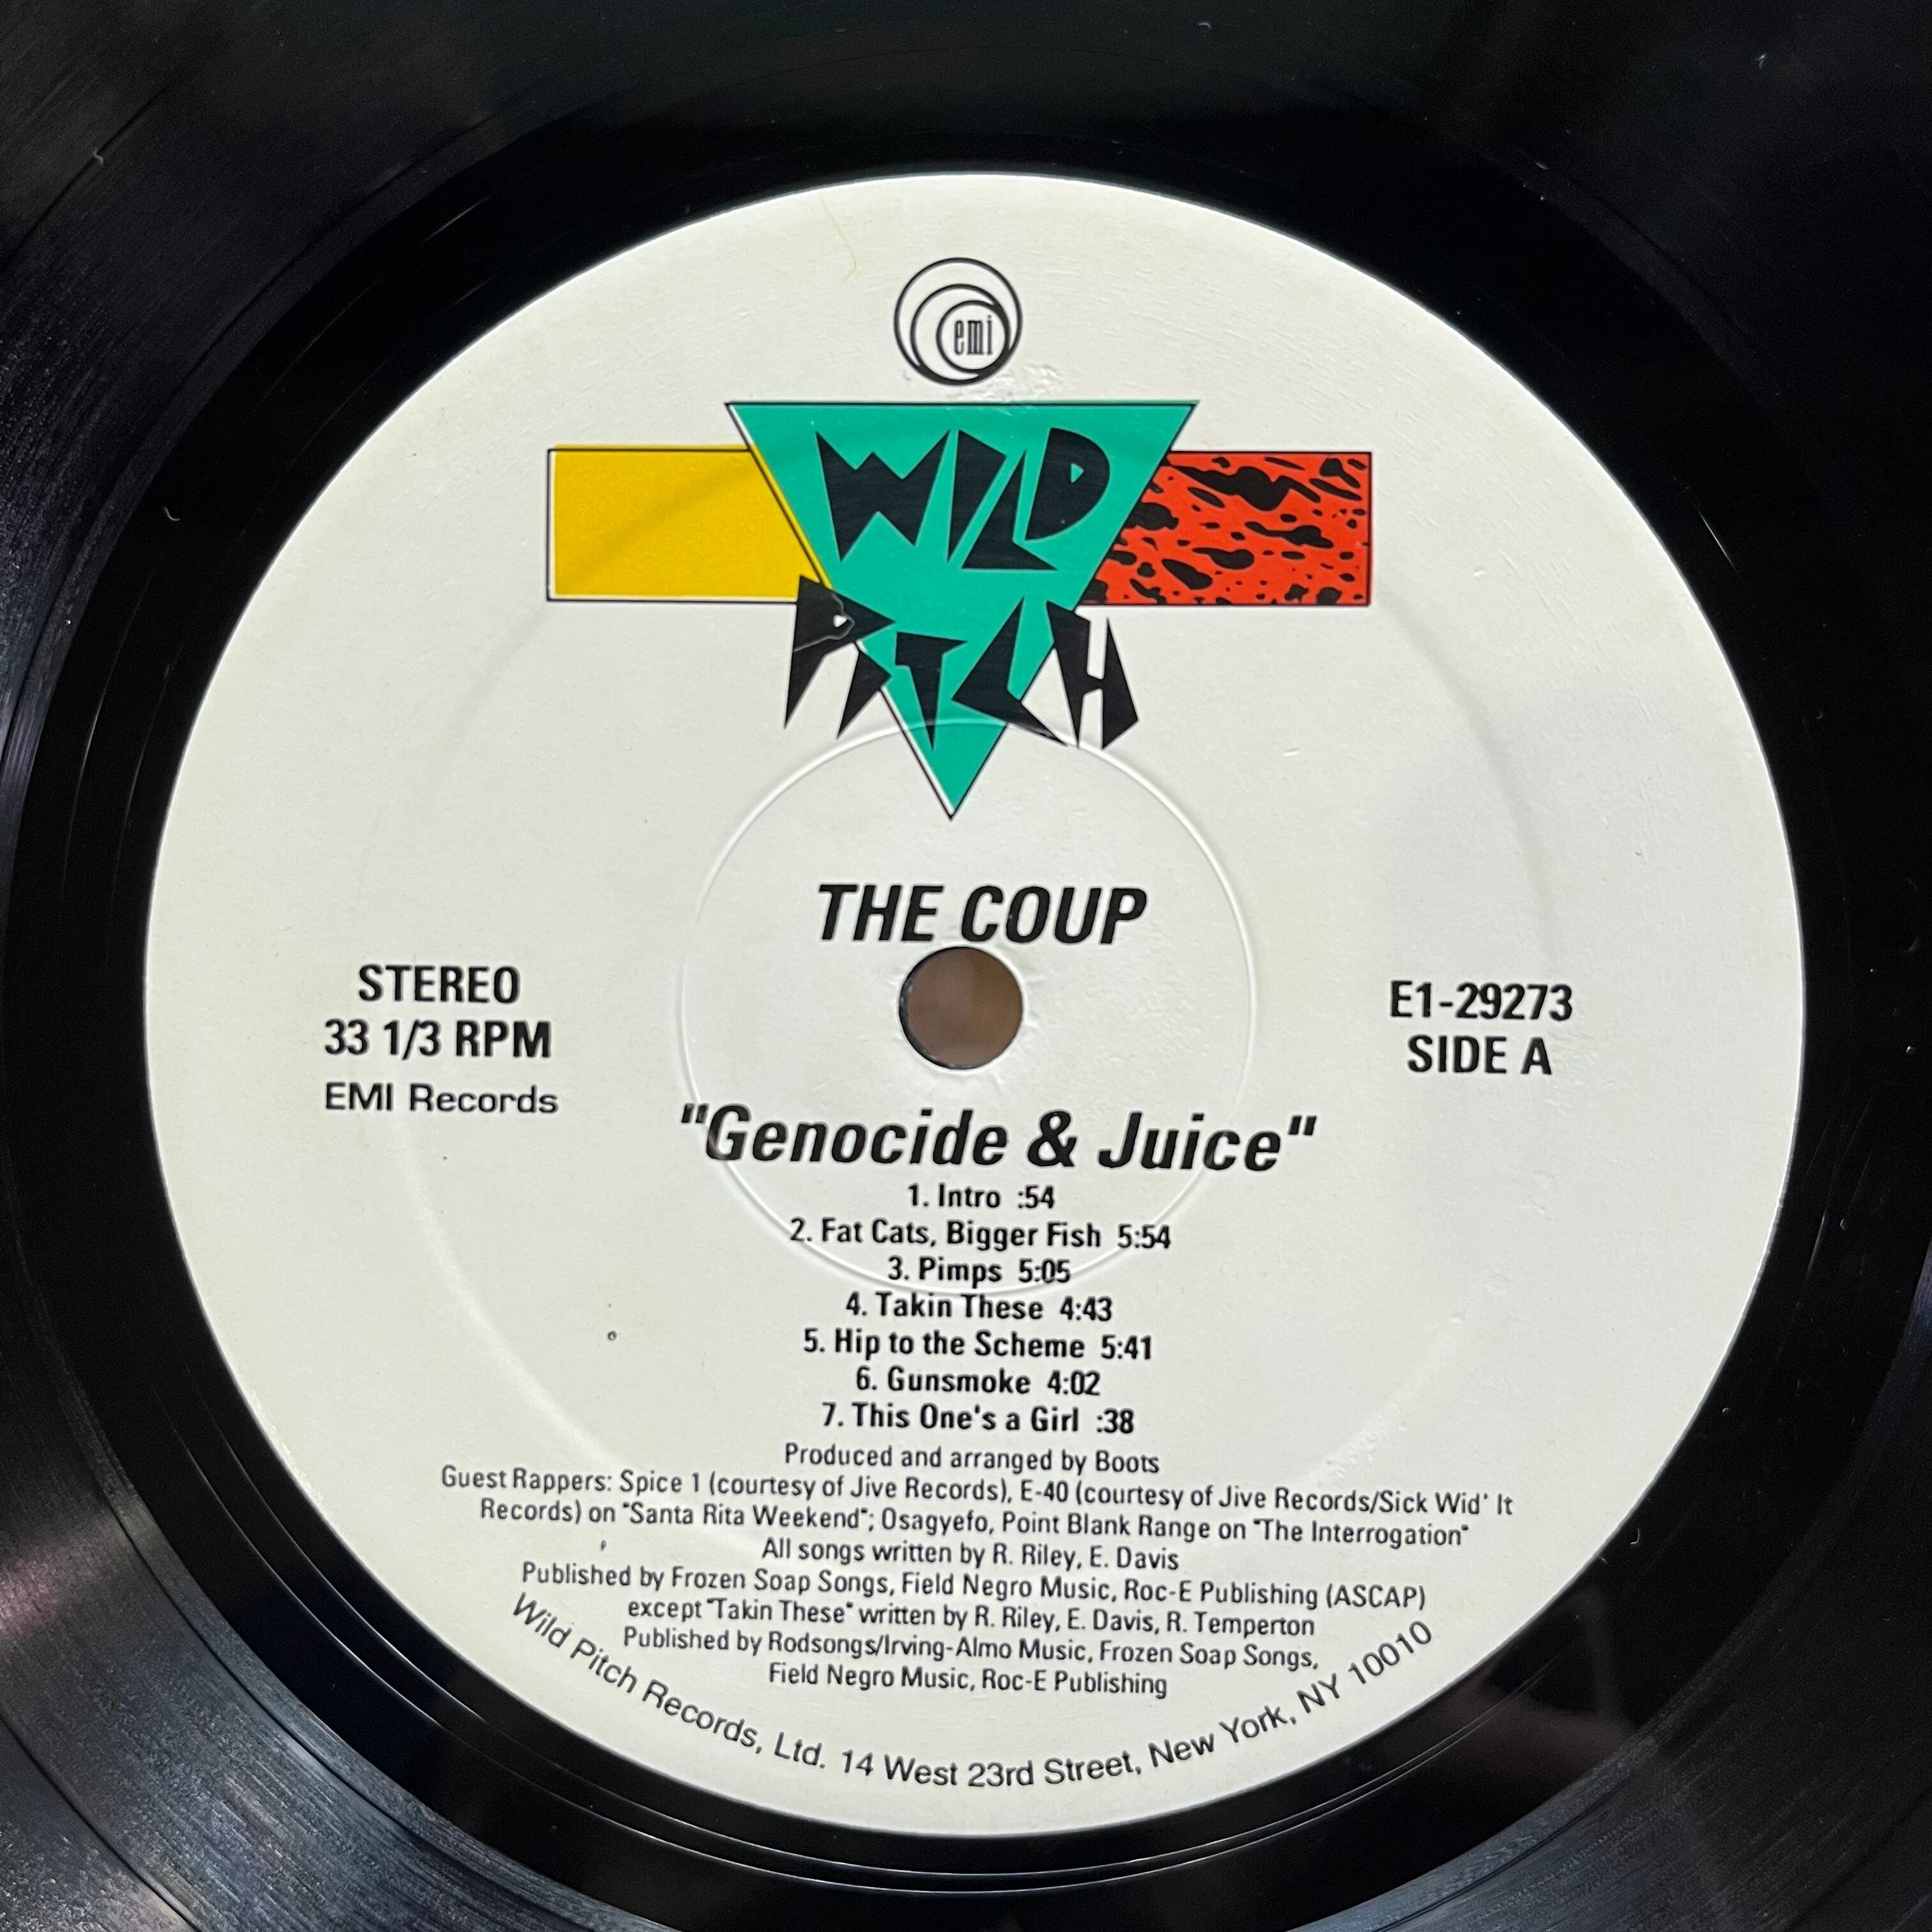 emi
WILD
PITCH
THE COUP
STEREO
33 1/3 RPM
EMI Records
E1-29273
SIDE A
"Genocide & Juice"
1. Intro :54
2. Fat Cats, Bigger Fish 5:54
3. Pimps 5:05
4. Takin These 4:43
5. Hip to the Scheme 5:41
6. Gunsmoke 4:02
7. This One's a Girl :38
Produced and arranged by Boots
Guest Rappers: Spice 1 (courtesy of Jive Records), E-40 (courtesy of Jive Records/Sick Wid' It
Records) on "Santa Rita Weekend"; Osagyefo, Point Blank Range on "The Interrogation"
All songs written by R. Riley, E. Davis
Published by Frozen Soap Songs, Field Negro Music, Roc-E Publishing (ASCAP)
except "Takin These" written by R. Riley, E. Davis, R. Temperton
Published by Rodsongs/Irving-Almo Music, Frozen Soap Songs,
Field Negro Music, Roc-E Publishing
Wild Pitch Records, Ltd. 14 West 23rd Street, New York, NY 10010